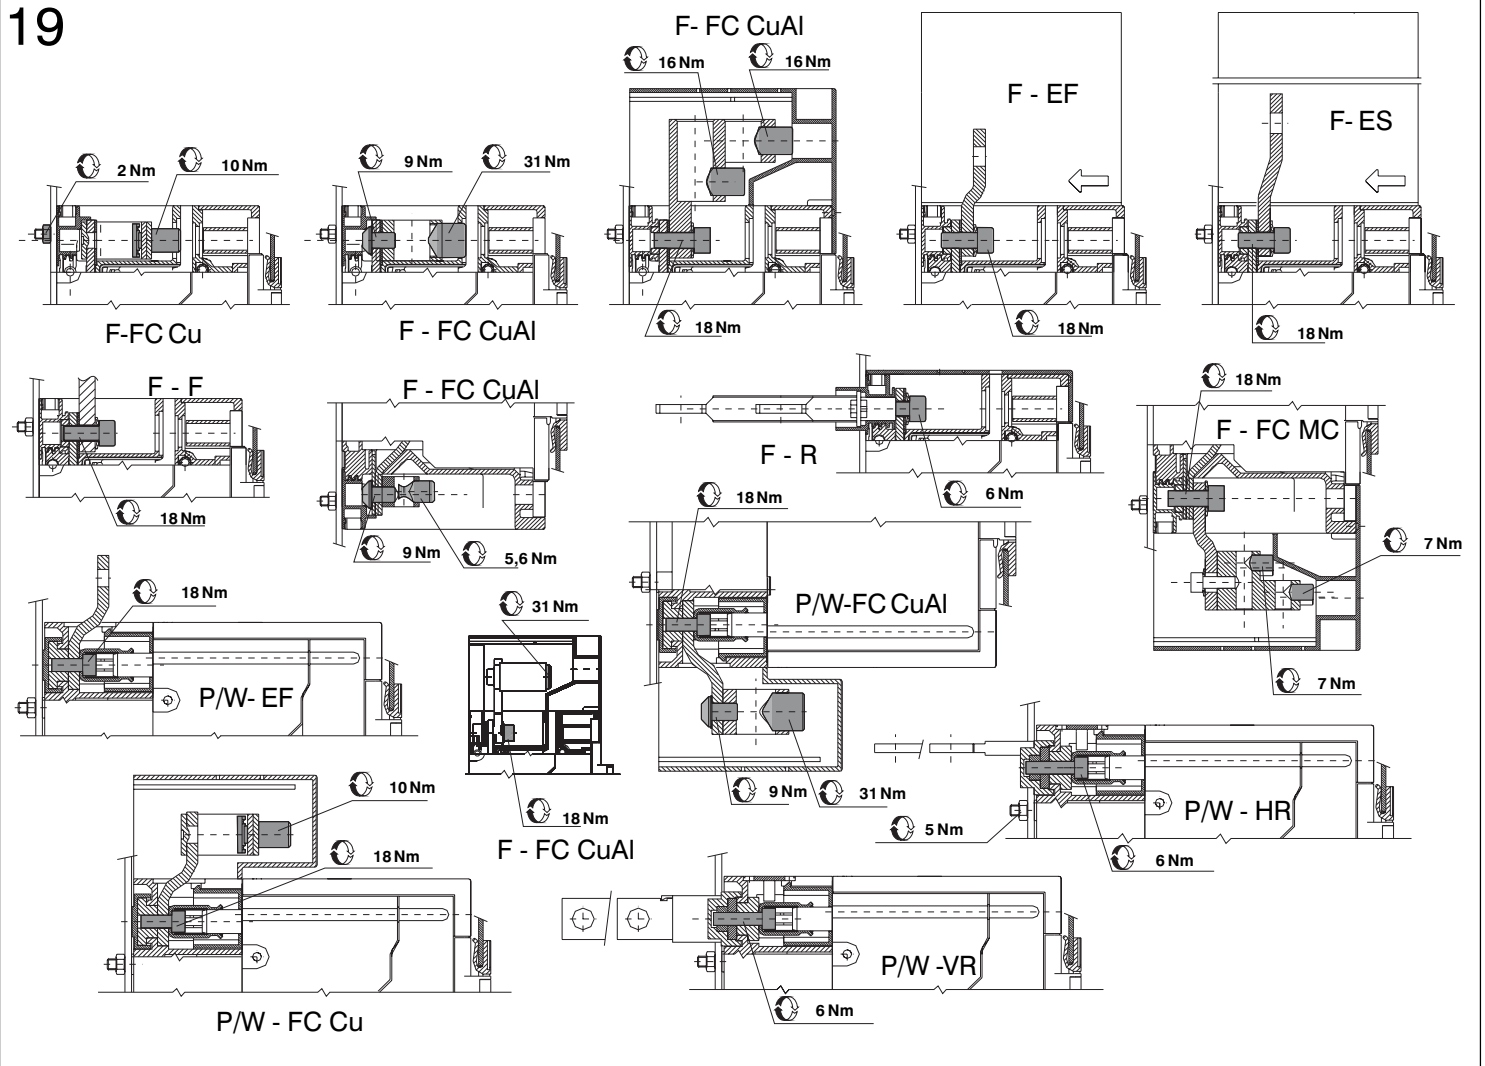 19
F- FC CuAl
16 Nm
16 Nm
F - EF
F- ES
2 Nm
10 Nm
9 Nm
31 Nm
18 Nm
18 Nm
18 Nm
F-FC Cu
F - FC CuAl
F - F
18 Nm
F - FC CuAl
9 Nm
5,6 Nm
F - R
6 Nm
18 Nm
F - FC MC
7 Nm
7 Nm
18 Nm
P/W- EF
31 Nm
18 Nm
F - FC CuAl
18 Nm
P/W-FC CuAl
9 Nm
31 Nm
P/W - HR
5 Nm
6 Nm
10 Nm
18 Nm
P/W - FC Cu
P/W -VR
6 Nm